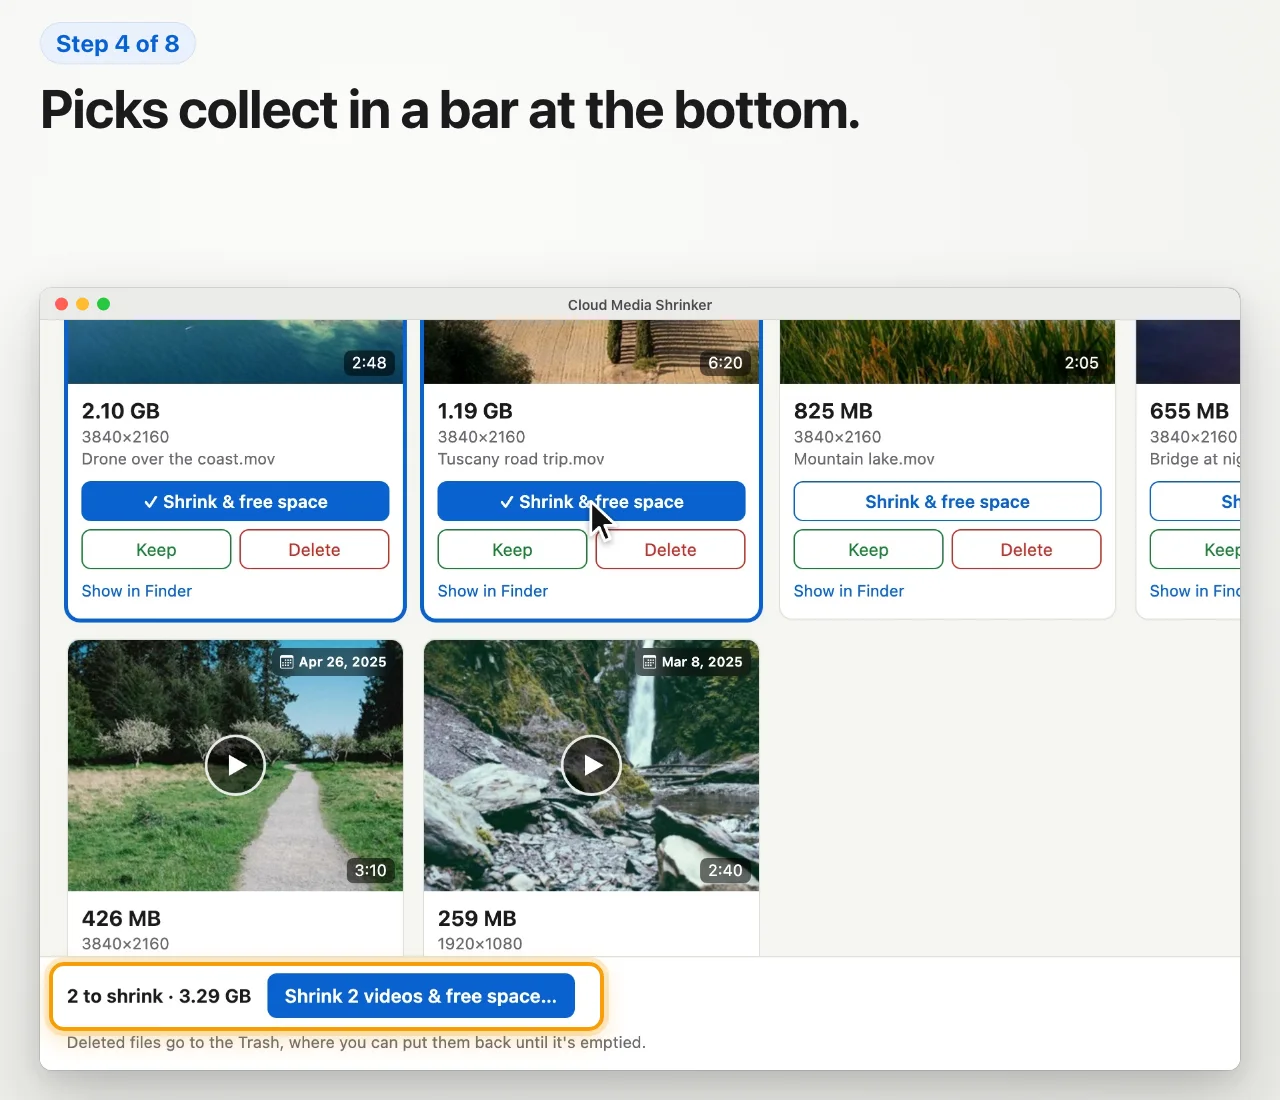 Step 4 of 8
Picks collect in a bar at the bottom.
Cloud Media Shrinker
2:48
6:20
2:05
2.10 GB
3840×2160
Drone over the coast.mov
✓ Shrink & free space
Keep
Delete
Show in Finder
1.19 GB
3840×2160
Tuscany road trip.mov
✓ Shrink & free space
Keep
Delete
Show in Finder
825 MB
3840×2160
Mountain lake.mov
Shrink & free space
Keep
Delete
Show in Finder
655 MB
3840×2160
Bridge at
Keep
Show in
Apr 26, 2025
3:10
426 MB
3840×2160
Mar 8, 2025
2:40
259 MB
1920×1080
2 to shrink · 3.29 GB
Shrink 2 videos & free space...
Deleted files go to the Trash, where you can put them back until it's emptied.